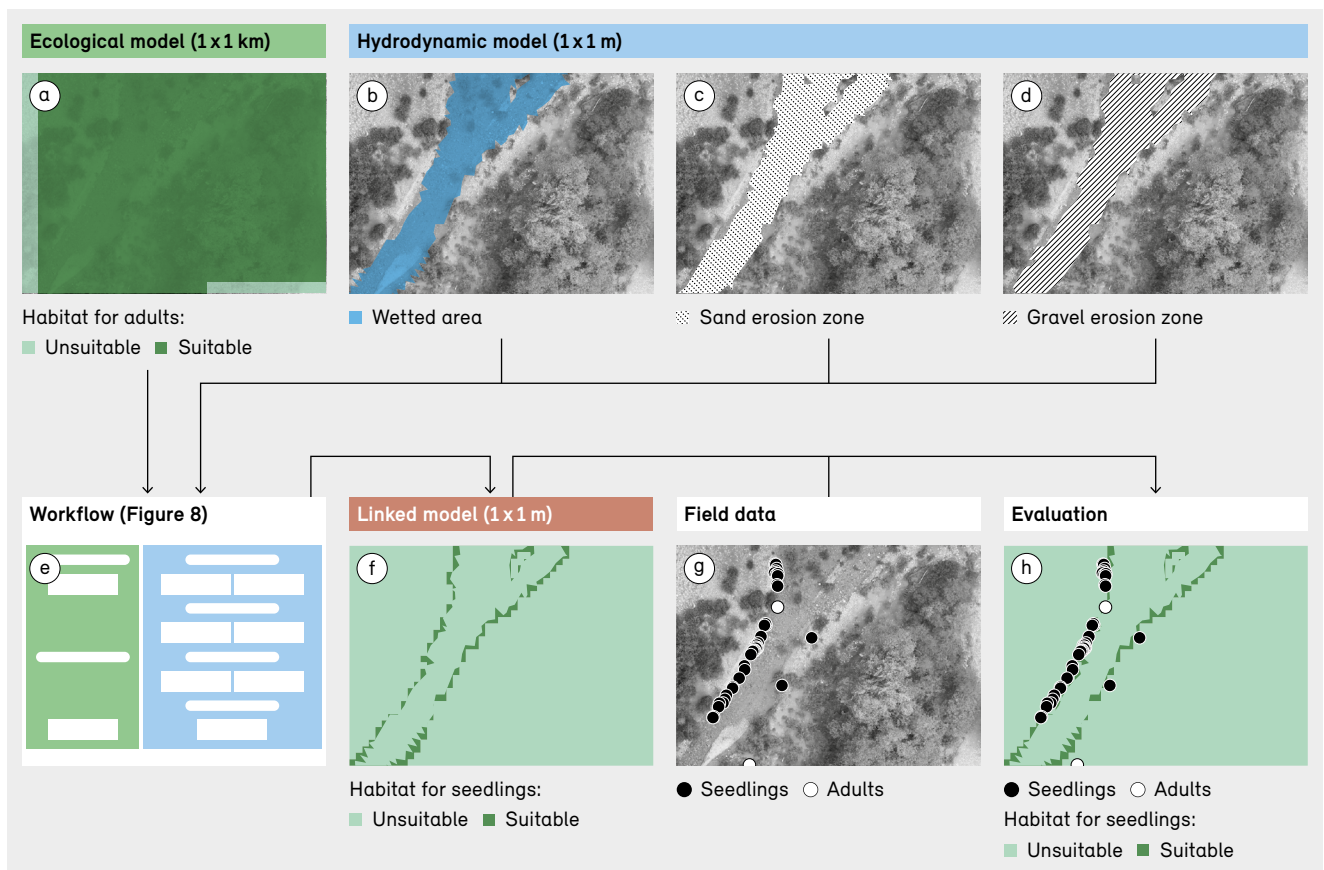 Ecological model (1 x 1 km)
Hydrodynamic model (1 x 1 m)
a
b
c
d
Habitat for adults:
Unsuitable Suitable
Wetted area
Sand erosion zone
Gravel erosion zone
Workflow (Figure 8)
Linked model (1 x 1 m)
Field data
Evaluation
e
f
g
h
Habitat for seedlings:
Unsuitable Suitable
Seedlings Adults
Seedlings Adults
Habitat for seedlings:
Unsuitable Suitable